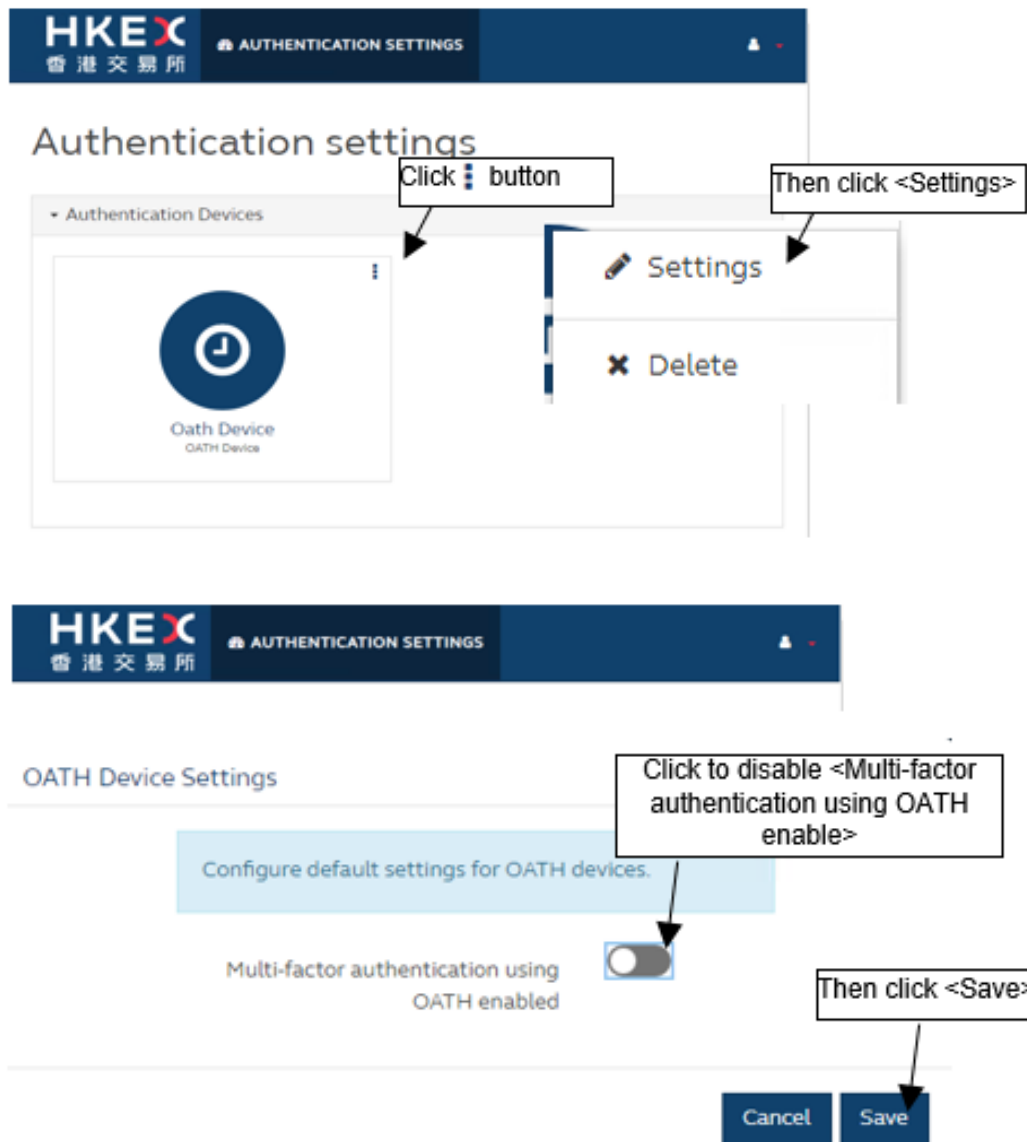 HKEX
香港交易所
AUTHENTICATION SETTINGS
Authentication settings
Click button
Then click <Settings>
Authentication Devices
Settings
Delete
Oath Device
OATH Device
HKEX
香港交易所
AUTHENTICATION SETTINGS
OATH Device Settings
Click to disable <Multi-factor
authentication using OATH
enable>
Configure default settings for OATH devices.
Multi-factor authentication using
OATH enabled
Then click <Save>
Cancel
Save